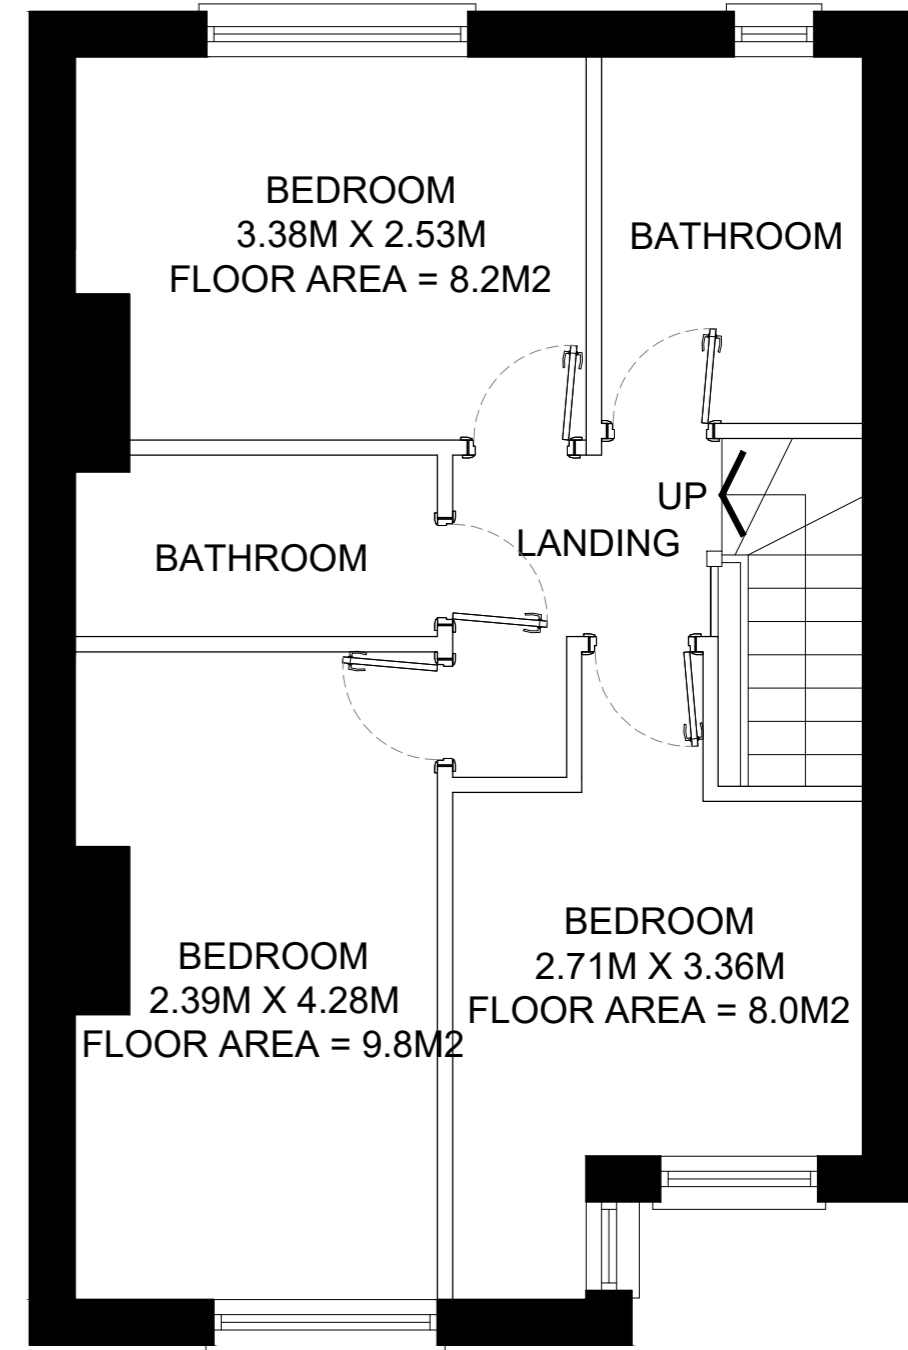 BEDROOM
3.38M X 2.53M
FLOOR AREA = 8.2M2
BATHROOM
UP
LANDING
BATHROOM
BEDROOM
2.71M X 3.36M
FLOOR AREA = 8.0M2
BEDROOM
2.39M X 4.28M
FLOOR AREA = 9.8M2